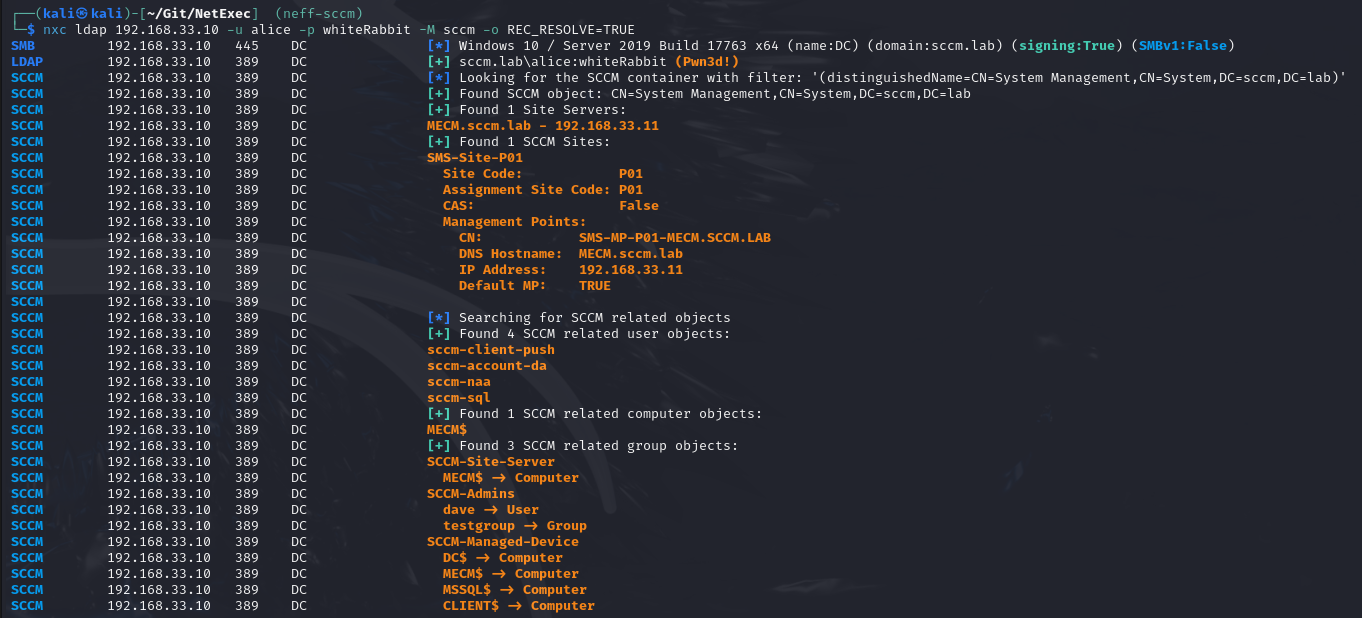 ┌──(kali㉿kali)-[~/Git/NetExec] (neff-sccm)
└─$ nxc ldap 192.168.33.10 -u alice -p whiteRabbit -M sccm -o REC_RESOLVE=TRUE
SMB 192.168.33.10 445 DC [*] Windows 10 / Server 2019 Build 17763 x64 (name:DC) (domain:sccm.lab) (signing:True) (SMBv1:False)
LDAP 192.168.33.10 389 DC [+] sccm.lab\alice:whiteRabbit (Pwn3d!)
SCCM 192.168.33.10 389 DC [*] Looking for the SCCM container with filter: '(distinguishedName=CN=System Management,CN=System,DC=sccm,DC=lab)'
SCCM 192.168.33.10 389 DC [+] Found SCCM object: CN=System Management,CN=System,DC=sccm,DC=lab
SCCM 192.168.33.10 389 DC [+] Found 1 Site Servers:
SCCM 192.168.33.10 389 DC MECM.sccm.lab - 192.168.33.11
SCCM 192.168.33.10 389 DC [+] Found 1 SCCM Sites:
SCCM 192.168.33.10 389 DC SMS-Site-P01
SCCM 192.168.33.10 389 DC Site Code: P01
SCCM 192.168.33.10 389 DC Assignment Site Code: P01
SCCM 192.168.33.10 389 DC CAS: False
SCCM 192.168.33.10 389 DC Management Points:
SCCM 192.168.33.10 389 DC CN: SMS-MP-P01-MECM.SCCM.LAB
SCCM 192.168.33.10 389 DC DNS Hostname: MECM.sccm.lab
SCCM 192.168.33.10 389 DC IP Address: 192.168.33.11
SCCM 192.168.33.10 389 DC Default MP: TRUE
SCCM 192.168.33.10 389 DC
SCCM 192.168.33.10 389 DC [*] Searching for SCCM related objects
SCCM 192.168.33.10 389 DC [+] Found 4 SCCM related user objects:
SCCM 192.168.33.10 389 DC sccm-client-push
SCCM 192.168.33.10 389 DC sccm-account-da
SCCM 192.168.33.10 389 DC sccm-naa
SCCM 192.168.33.10 389 DC sccm-sql
SCCM 192.168.33.10 389 DC [+] Found 1 SCCM related computer objects:
SCCM 192.168.33.10 389 DC MECM$
SCCM 192.168.33.10 389 DC [+] Found 3 SCCM related group objects:
SCCM 192.168.33.10 389 DC SCCM-Site-Server
SCCM 192.168.33.10 389 DC MECM$ → Computer
SCCM 192.168.33.10 389 DC SCCM-Admins
SCCM 192.168.33.10 389 DC dave → User
SCCM 192.168.33.10 389 DC testgroup → Group
SCCM 192.168.33.10 389 DC SCCM-Managed-Device
SCCM 192.168.33.10 389 DC DC$ → Computer
SCCM 192.168.33.10 389 DC MECM$ → Computer
SCCM 192.168.33.10 389 DC MSSQL$ → Computer
SCCM 192.168.33.10 389 DC CLIENT$ → Computer